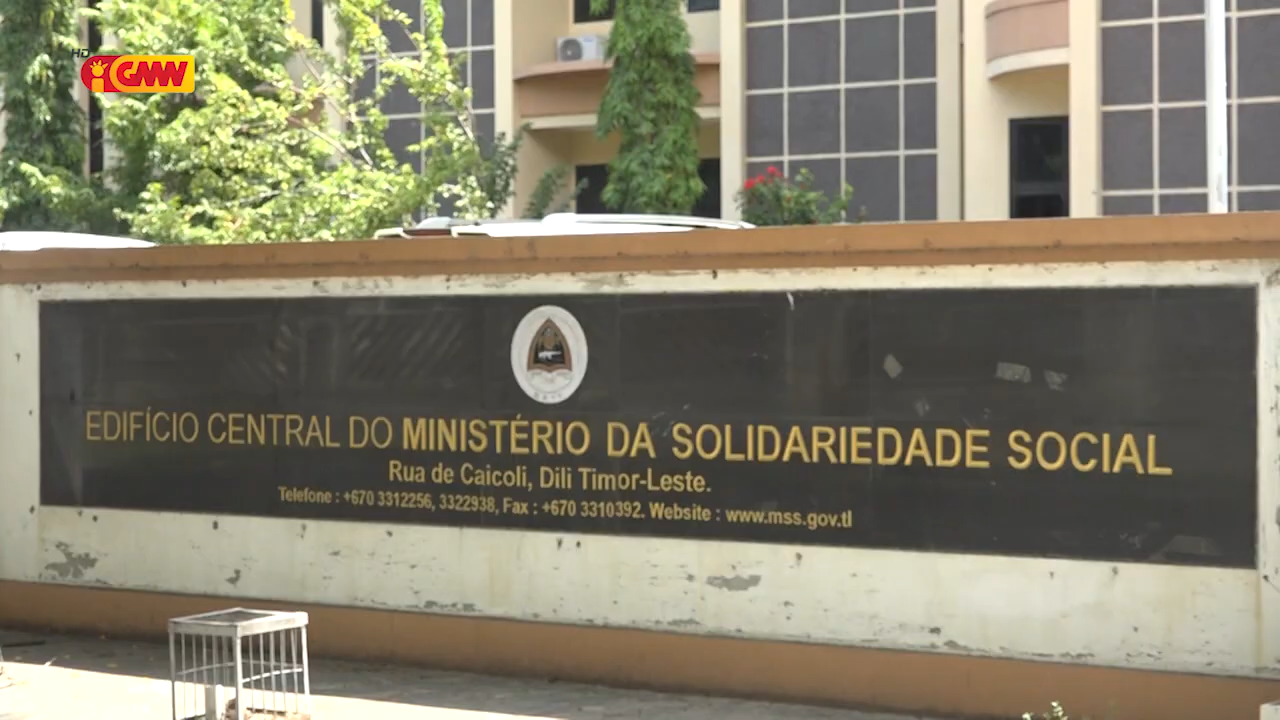 HD
GMN
EDIFÍCIO CENTRAL DO MINISTÉRIO DA SOLIDARIEDADE SOCIAL
Rua de Caicoli, Dili Timor-Leste.
Telefone : +670 3312256, 3322938, Fax : +670 3310392. Website : www.mss.gov.tl